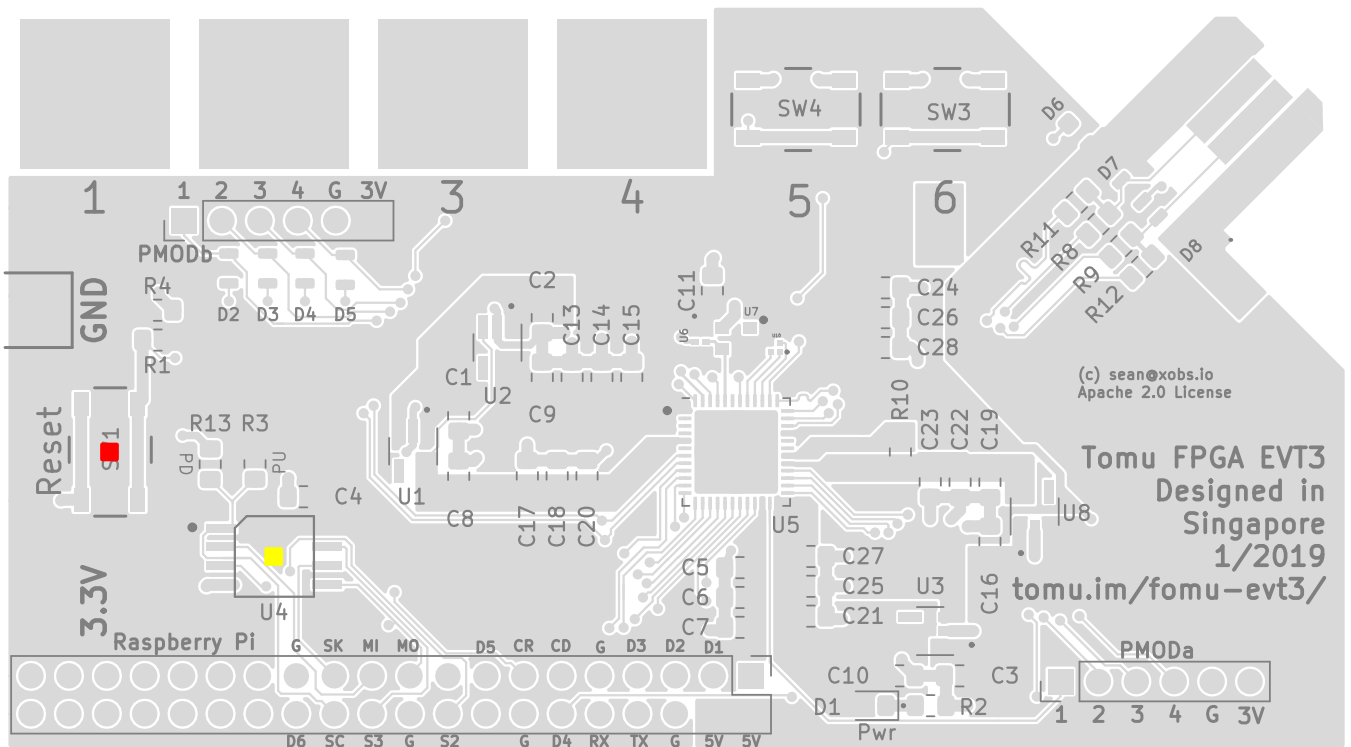 SW4
SW3
D6
D7
1
2
3
4
G
3V
1
3
4
5
6
PMODb
R11
R8
R9
R12
D8
GND
R4
D2
D3
D4
D5
C2
C11
C13
C14
C15
U6
U7
C24
C26
C28
R1
C1
U2
(c) sean@xobs.io
Apache 2.0 License
Reset
R13
R3
PD
PU
C9
R10
C23
C22
C19
Tomu FPGA EVT3
Designed in
Singapore
1/2019
tomu.im/fomu-evt3/
C4
U1
C8
C17
C18
C20
U5
U8
3.3V
U4
C5
C6
C7
C27
C25
C21
U3
C16
Raspberry Pi
G SK MI MO D5 CR CD G D3 D2 D1
PMODa
C10
C3
D1
R2
Pwr
1 2 3 4 G 3V
D6 SC S3 G S2 G D4 RX TX G 5V 5V